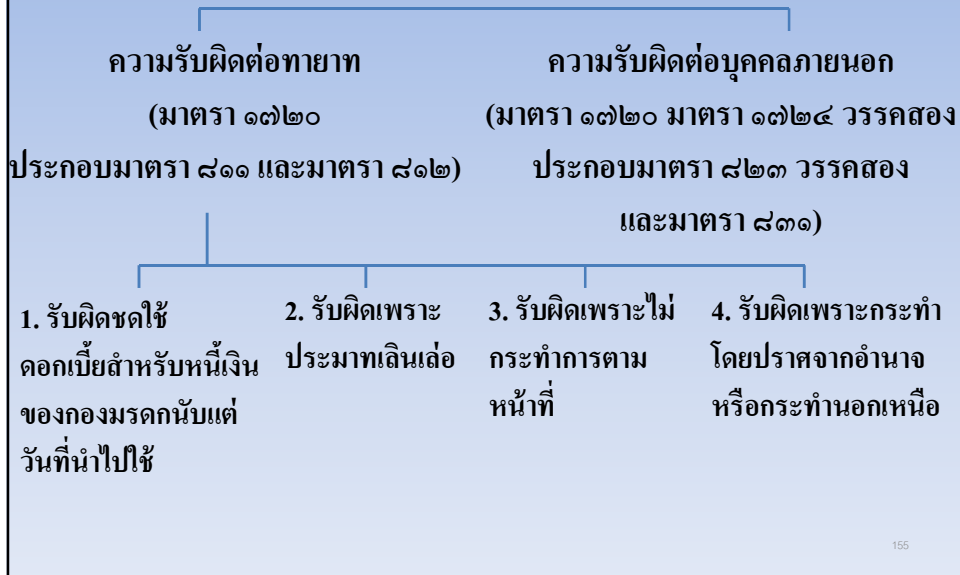 ความรับผิดต่อทายาท
(มาตรา ๑๗๒๐
ประกอบมาตรา ๘๑๑ และมาตรา ๘๑๒)
ความรับผิดต่อบุคคลภายนอก
(มาตรา ๑๗๒๐ มาตรา ๑๗๒๔ วรรคสอง
ประกอบมาตรา ๘๒๓ วรรคสอง
และมาตรา ๘๓๑)
1. รับผิดชดใช้
ดอกเบี้ยสำหรับหนี้เงิน
ของกองมรดกนับแต่
วันที่นำไปใช้
2. รับผิดเพราะ
ประมาทเลินเล่อ
3. รับผิดเพราะไม่
กระทำการตาม
หน้าที่
4. รับผิดเพราะกระทำ
โดยปราศจากอำนาจ
หรือกระทำนอกเหนือ
155